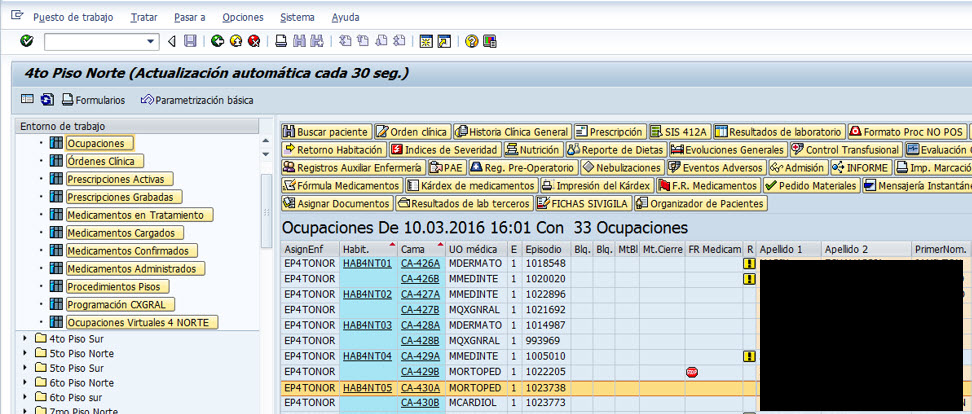 Puesto de trabajo Tratar Pasar a Opciones Sistema Ayuda
4to Piso Norte (Actualización automática cada 30 seg.)
Formularios Parametrización básica
Entorno de trabajo
Ocupaciones
Órdenes Clínica
Prescripciones Activas
Prescripciones Grabadas
Medicamentos en Tratamiento
Medicamentos Cargados
Medicamentos Confirmados
Medicamentos Administrados
Procedimientos Pisos
Programación CXGRAL
Ocupaciones Virtuales 4 NORTE
4to Piso Sur
5to Piso Norte
5to Piso Sur
6to Piso Norte
6to Piso sur
7mo Piso Norte
Buscar paciente Orden clínica Historia Clínica General Prescripción SIS 412A Resultados de laboratorio Formato Proc NO POS
Retorno Habitación Indices de Severidad Nutrición Reporte de Dietas Evoluciones Generales Control Transfusional Evaluación
Registros Auxiliar Enfermería PAE Reg. Pre-Operatorio Nebulizaciones Eventos Adversos Admisión INFORME Imp. Marcació
Fórmula Medicamentos Kárdex de medicamentos Impresión del Kárdex F.R. Medicamentos Pedido Materiales Mensajería Instantán
Asignar Documentos Resultados de lab terceros FICHAS SIVIGILA Organizador de Pacientes
Ocupaciones De 10.03.2016 16:01 Con 33 Ocupaciones
AsignEnf Habit. Cama UO médica E Episodio Blq. Blq. MtBl Mt.Cierre FR Medicam R Apellido 1 Apellido 2 PrimerNom.
EP4TONOR HAB4NT01 CA-426A MDERMATO 1 1018548
EP4TONOR CA-426B MMEDINTE 1 1020020
EP4TONOR HAB4NT02 CA-427A MMEDINTE 1 1022896
EP4TONOR CA-427B MQXGNRAL 1 1021692
EP4TONOR HAB4NT03 CA-428A MDERMATO 1 1014987
EP4TONOR CA-428B MQXGNRAL 1 993969
EP4TONOR HAB4NT04 CA-429A MMEDINTE 1 1005010
EP4TONOR CA-429B MORTOPED 1 1022205 STOP
EP4TONOR HAB4NT05 CA-430A MORTOPED 1 1023738
EP4TONOR CA-430B MCARDIOL 1 1023773